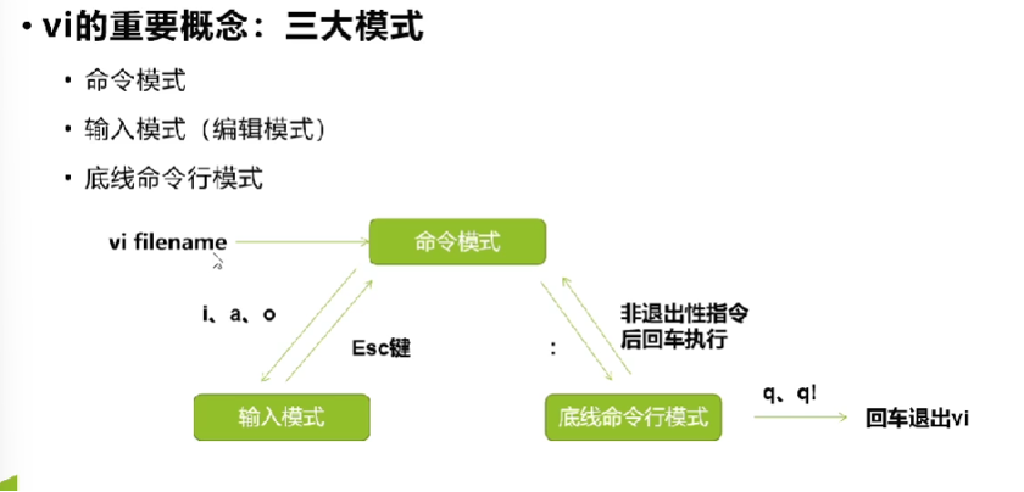 • vi的重要概念：三大模式
• 命令模式
• 输入模式（编辑模式）
• 底线命令行模式
vi filename
命令模式
i、a、o
Esc键
:
非退出性指令
后回车执行
输入模式
底线命令行模式
q、q!
回车退出vi